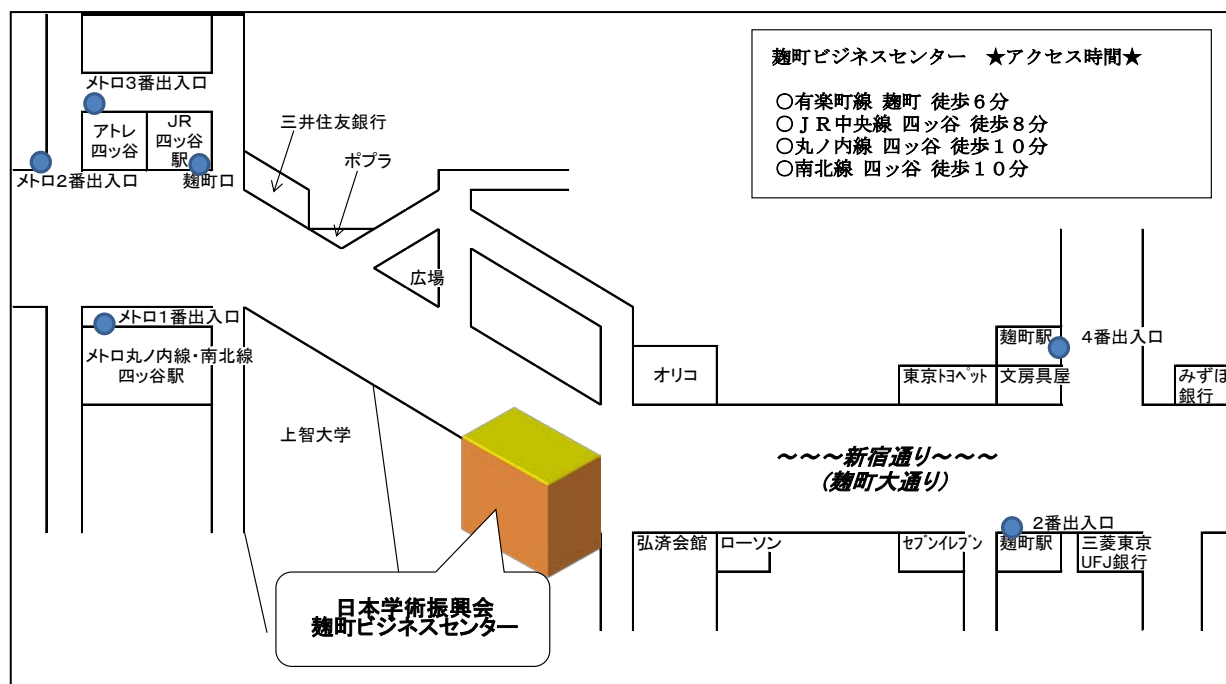 麹町ビジネスセンター ★アクセス時間★
○有楽町線 麹町 徒歩6分
○JR中央線 四ッ谷 徒歩8分
○丸ノ内線 四ッ谷 徒歩10分
○南北線 四ッ谷 徒歩10分
メトロ3番出入口
アトレ
四ッ谷
JR
四ッ谷
駅
メトロ2番出入口
麹町口
三井住友銀行
ポプラ
広場
メトロ1番出入口
メトロ丸ノ内線・南北線
四ッ谷駅
上智大学
オリコ
東京トヨペット
麹町駅
文房具屋
4番出入口
みずほ
銀行
~~~新宿通り~~~
(麹町大通り)
2番出入口
弘済会館
ローソン
セブンイレブン
麹町駅
三菱東京
UFJ銀行
日本学術振興会
麹町ビジネスセンター